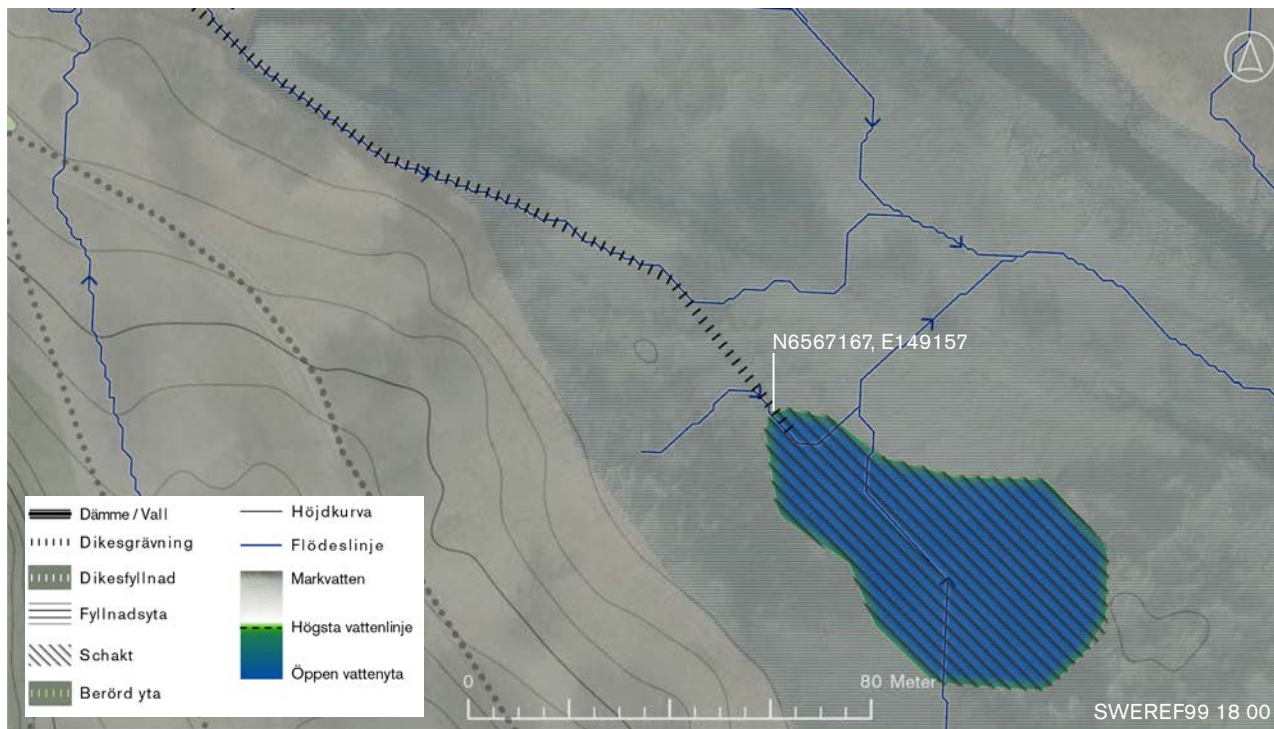 N6567167, E149157
Dämme / Vall
Dikesgrävning
Dikesfyllnad
Fyllnadsyta
Schakt
Berörd yta
Höjdkurva
Flödeslinje
Markvatten
Högsta vattenlinje
Öppen vattenyta
0
80 Meter
SWEREF99 18 00